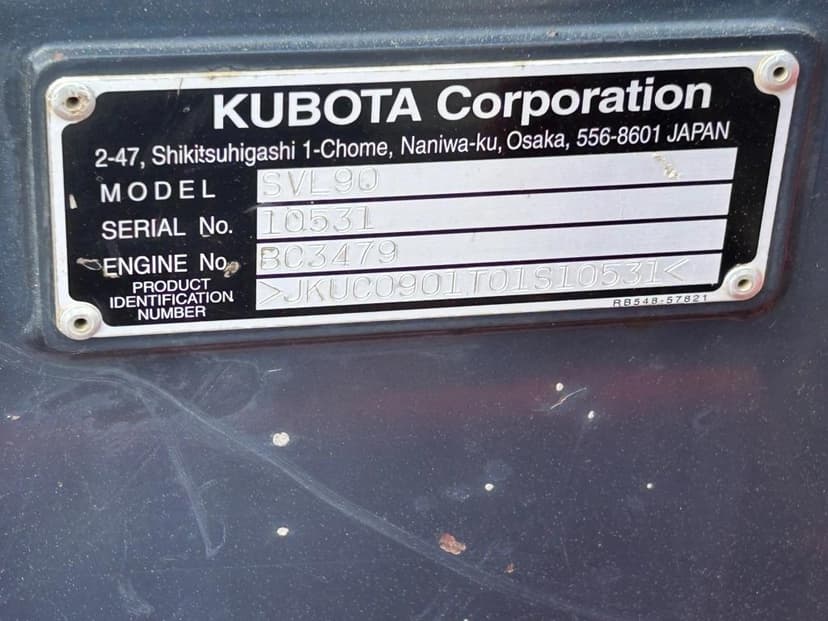 KUBOTA Corporation
2-47, Shikitsuhigashi 1-Chome, Naniwa-ku, Osaka, 556-8601 JAPAN
MODEL SVL90
SERIAL No. 10531
ENGINE No. BC3479
PRODUCT IDENTIFICATION NUMBER >JKUC0901T01S10531<
RB548-57821